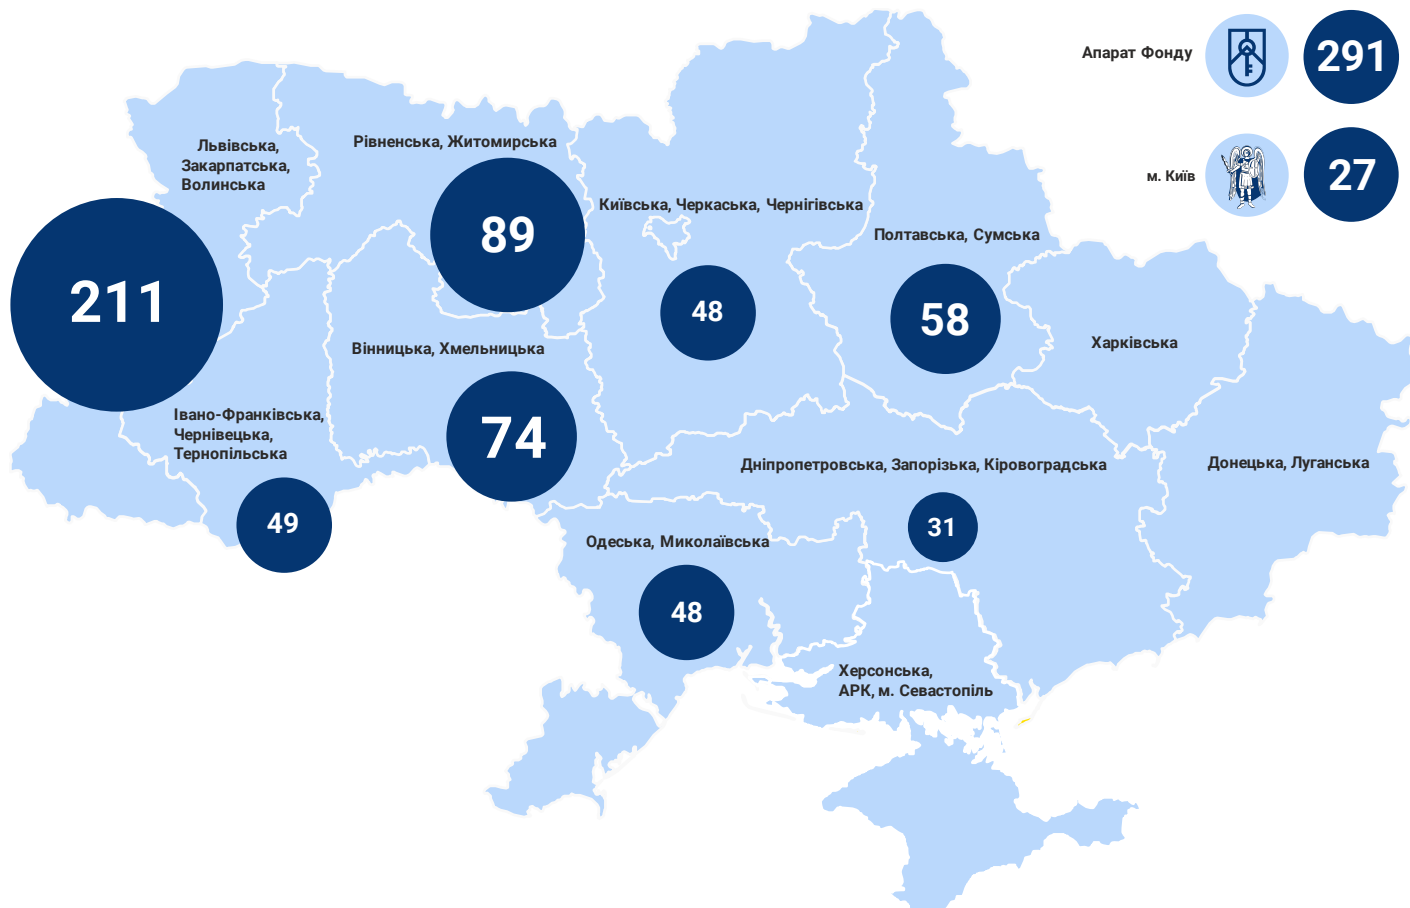 Апарат Фонду
291
м. Київ
27
Львівська,
Закарпатська,
Волинська
211
Рівненська, Житомирська
89
Київська, Черкаська, Чернігівська
48
Полтавська, Сумська
58
Харківська
Вінницька, Хмельницька
74
Івано-Франківська,
Чернівецька,
Тернопільська
49
Дніпропетровська, Запорізька, Кіровоградська
31
Донецька, Луганська
Одеська, Миколаївська
48
Херсонська,
АРК, м. Севастопіль